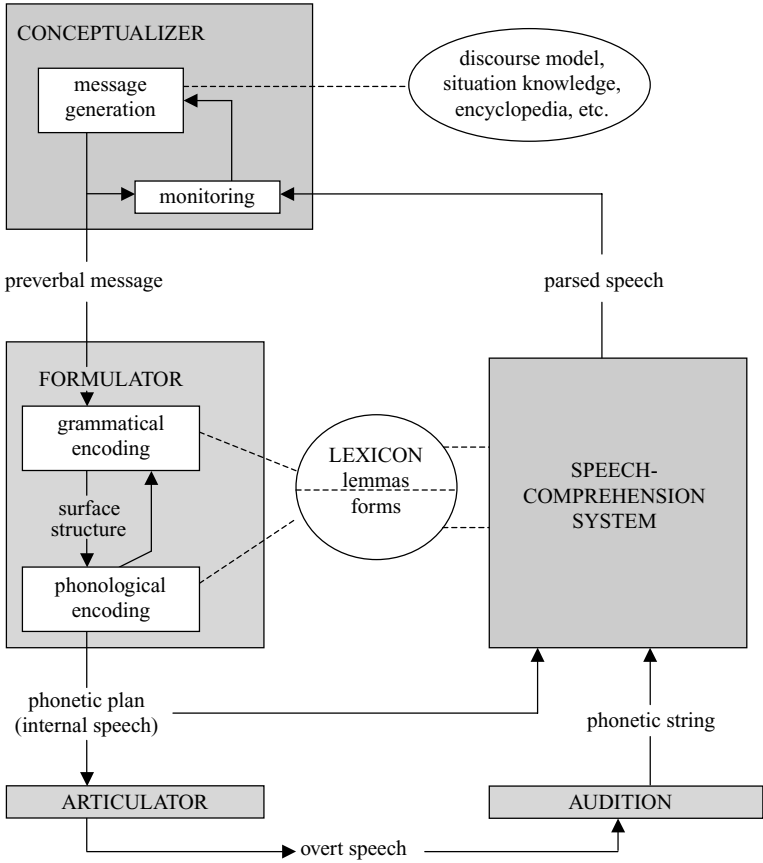 CONCEPTUALIZER
message
generation
monitoring
discourse model,
situation knowledge,
encyclopedia, etc.
preverbal message
parsed speech
FORMULATOR
grammatical
encoding
surface
structure
phonological
encoding
LEXICON
lemmas
forms
SPEECH-
COMPREHENSION
SYSTEM
phonetic plan
(internal speech)
phonetic string
ARTICULATOR
AUDITION
overt speech